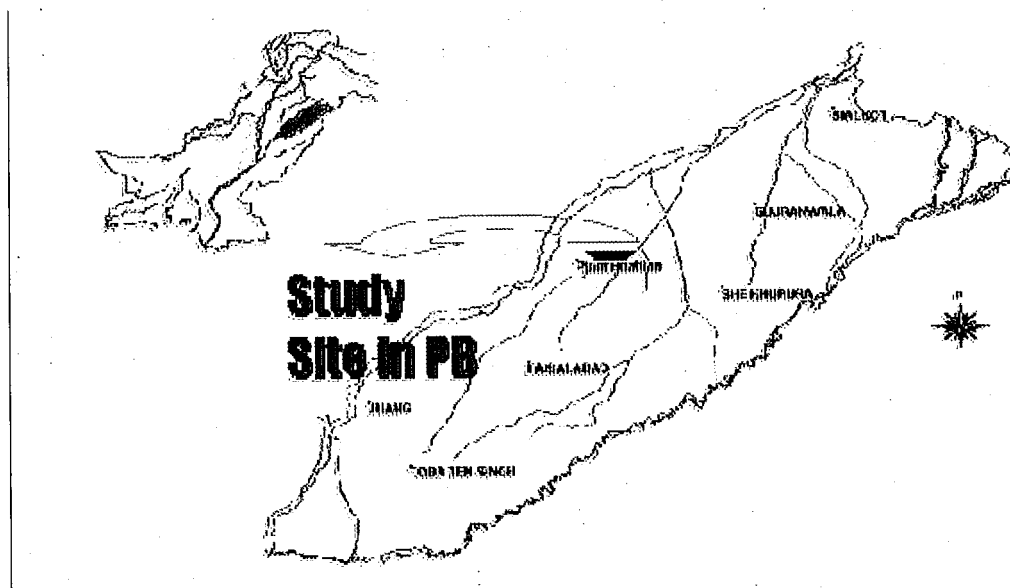 SIALKOT
GUJRANWALA
SHEIKHUPURA
Study
Site in PB
FAISALABAD
JHANG
TOBA TEK SINGH